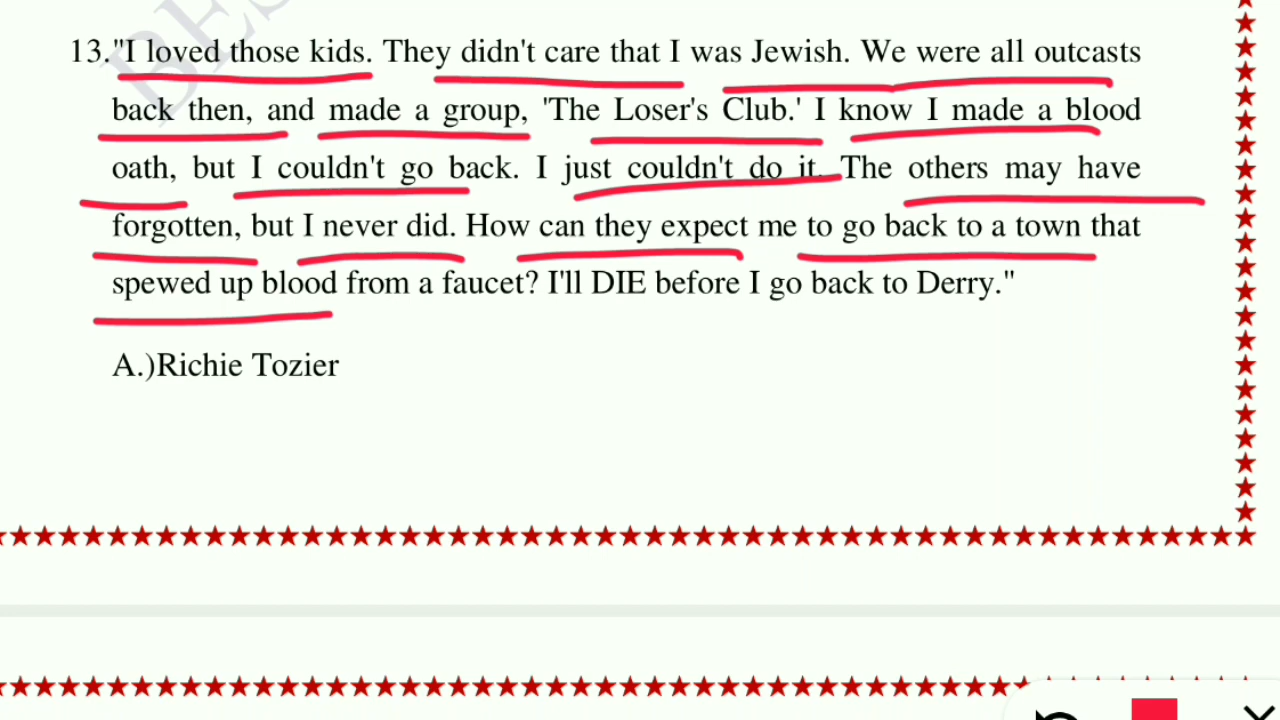 13."I loved those kids. They didn't care that I was Jewish. We were all outcasts
back then, and made a group, 'The Loser's Club.' I know I made a blood
oath, but I couldn't go back. I just couldn't do it. The others may have
forgotten, but I never did. How can they expect me to go back to a town that
spewed up blood from a faucet? I'll DIE before I go back to Derry."
A.)Richie Tozier